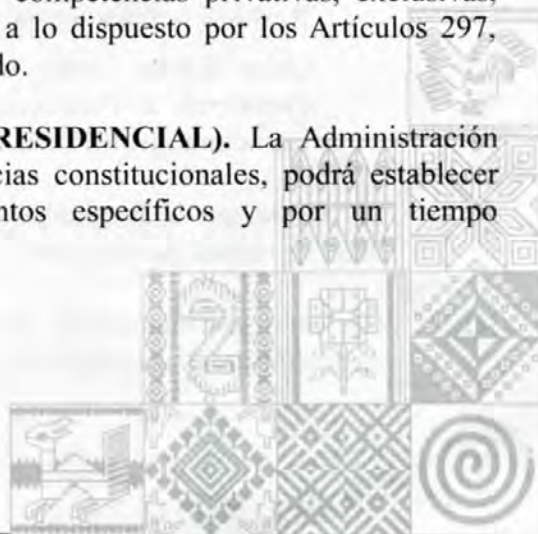 competencias privativas, exclusivas,
a lo dispuesto por los Artículos 297,
do.
RESIDENCIAL). La Administración
cias constitucionales, podrá establecer
ntos específicos y por un tiempo